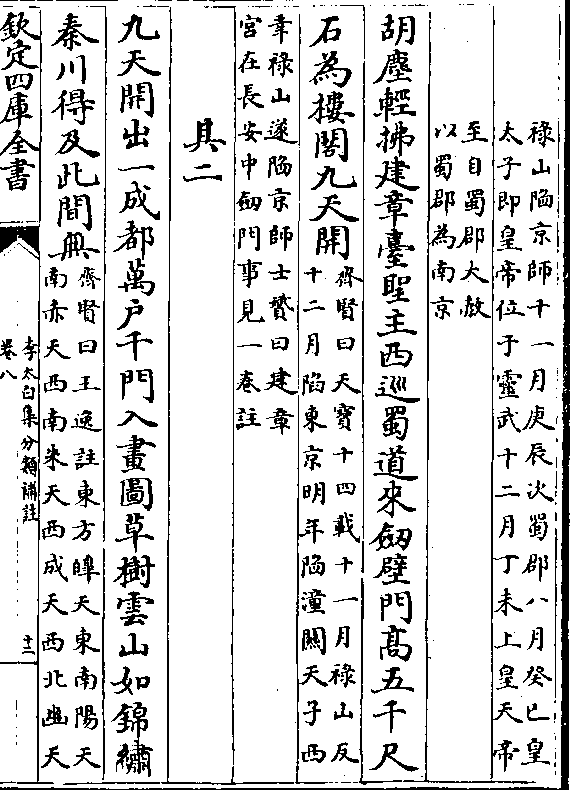 祿山陷京師十一月庚辰次蜀郡八月癸巳皇
太子即皇帝位于靈武十二月丁未上皇天帝
至自蜀郡大赦
以蜀郡為南京
胡塵輕拂建章臺聖主西巡蜀道來劒壁門髙五千尺
石為樓閣九天開
齊賢曰天寶十四載十一月祿山反
十二月陷東京明年陷潼闗天子西
幸祿山遂陷京師士贇曰建章
宮在長安中劒門事見一卷註
其二
九天開出一成都萬户千門入畫圖草樹雲山如錦繡
秦川得及此間無
齊賢曰王逸註東方皥天東南陽天
南赤天西南朱天西成天西北幽天
欽定四庫全書
李太白集分類補註
卷八
十三